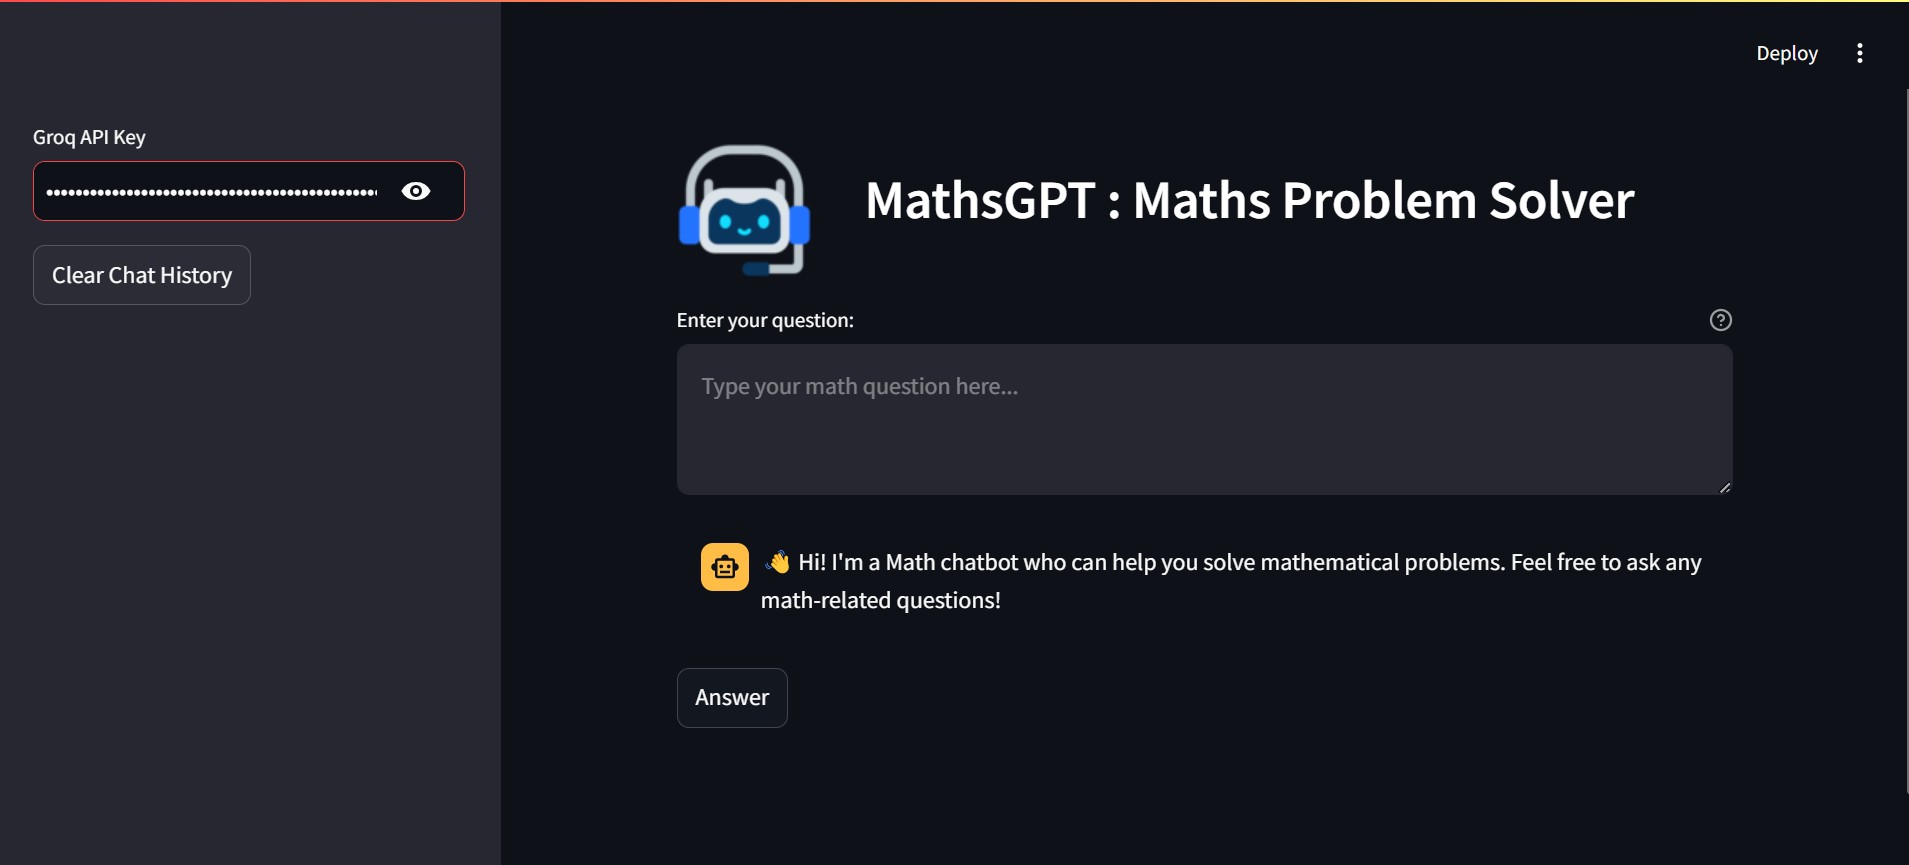 Deploy
Groq API Key
Clear Chat History
MathsGPT : Maths Problem Solver
Enter your question:
Type your math question here...
👋 Hi! I'm a Math chatbot who can help you solve mathematical problems. Feel free to ask any
math-related questions!
Answer